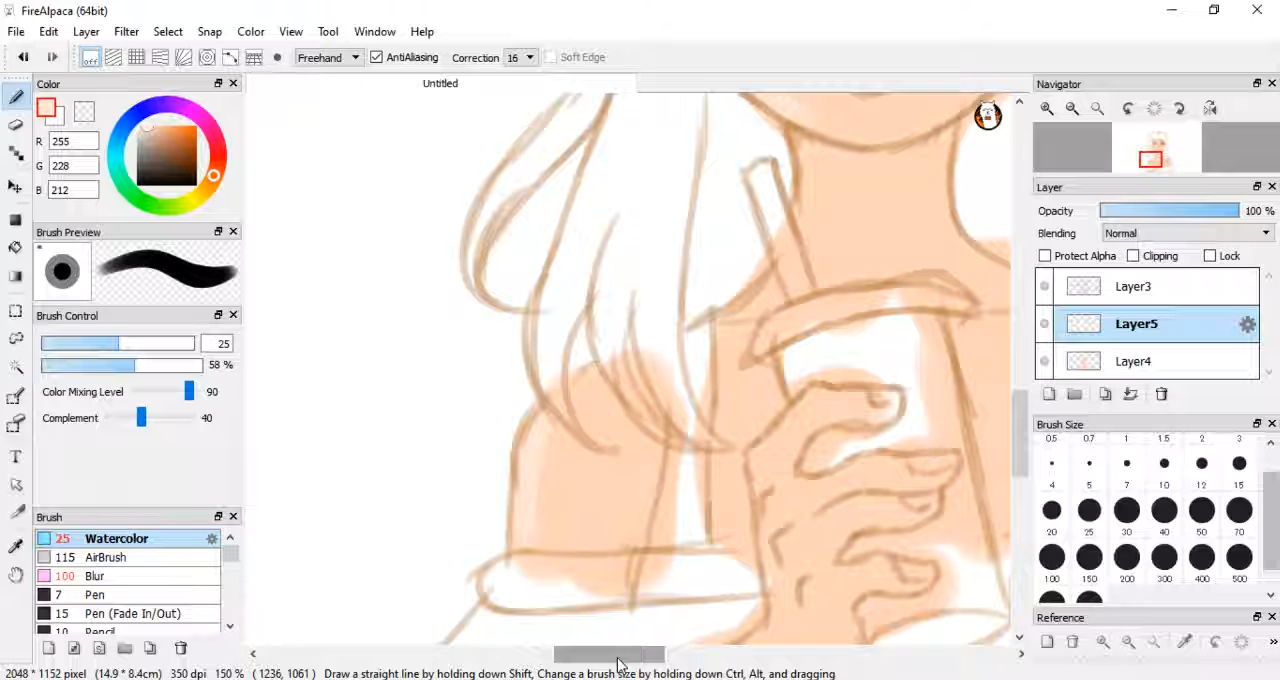 FireAlpaca (64bit)
File Edit Layer Filter Select Snap Color View Tool Window Help
off Freehand AntiAliasing Correction 16 Soft Edge
Untitled
Color
R 255
G 228
B 212
Brush Preview
*
Brush Control
25
58 %
Color Mixing Level 90
Complement 40
Brush
25 Watercolor
115 AirBrush
100 Blur
7 Pen
15 Pen (Fade In/Out)
10 Pencil
Navigator
Layer
Opacity 100 %
Blending Normal
Protect Alpha Clipping Lock
Layer3
Layer5
Layer4
Brush Size
0.5 0.7 1 1.5 2 3
4 5 7 10 12 15
20 25 30 40 50 70
100 150 200 300 400 500
Reference
»
2048 * 1152 pixel (14.9 * 8.4cm) 350 dpi 150 % ( 1236, 1061 ) Draw a straight line by holding down Shift, Change a brush size by holding down Ctrl, Alt, and dragging